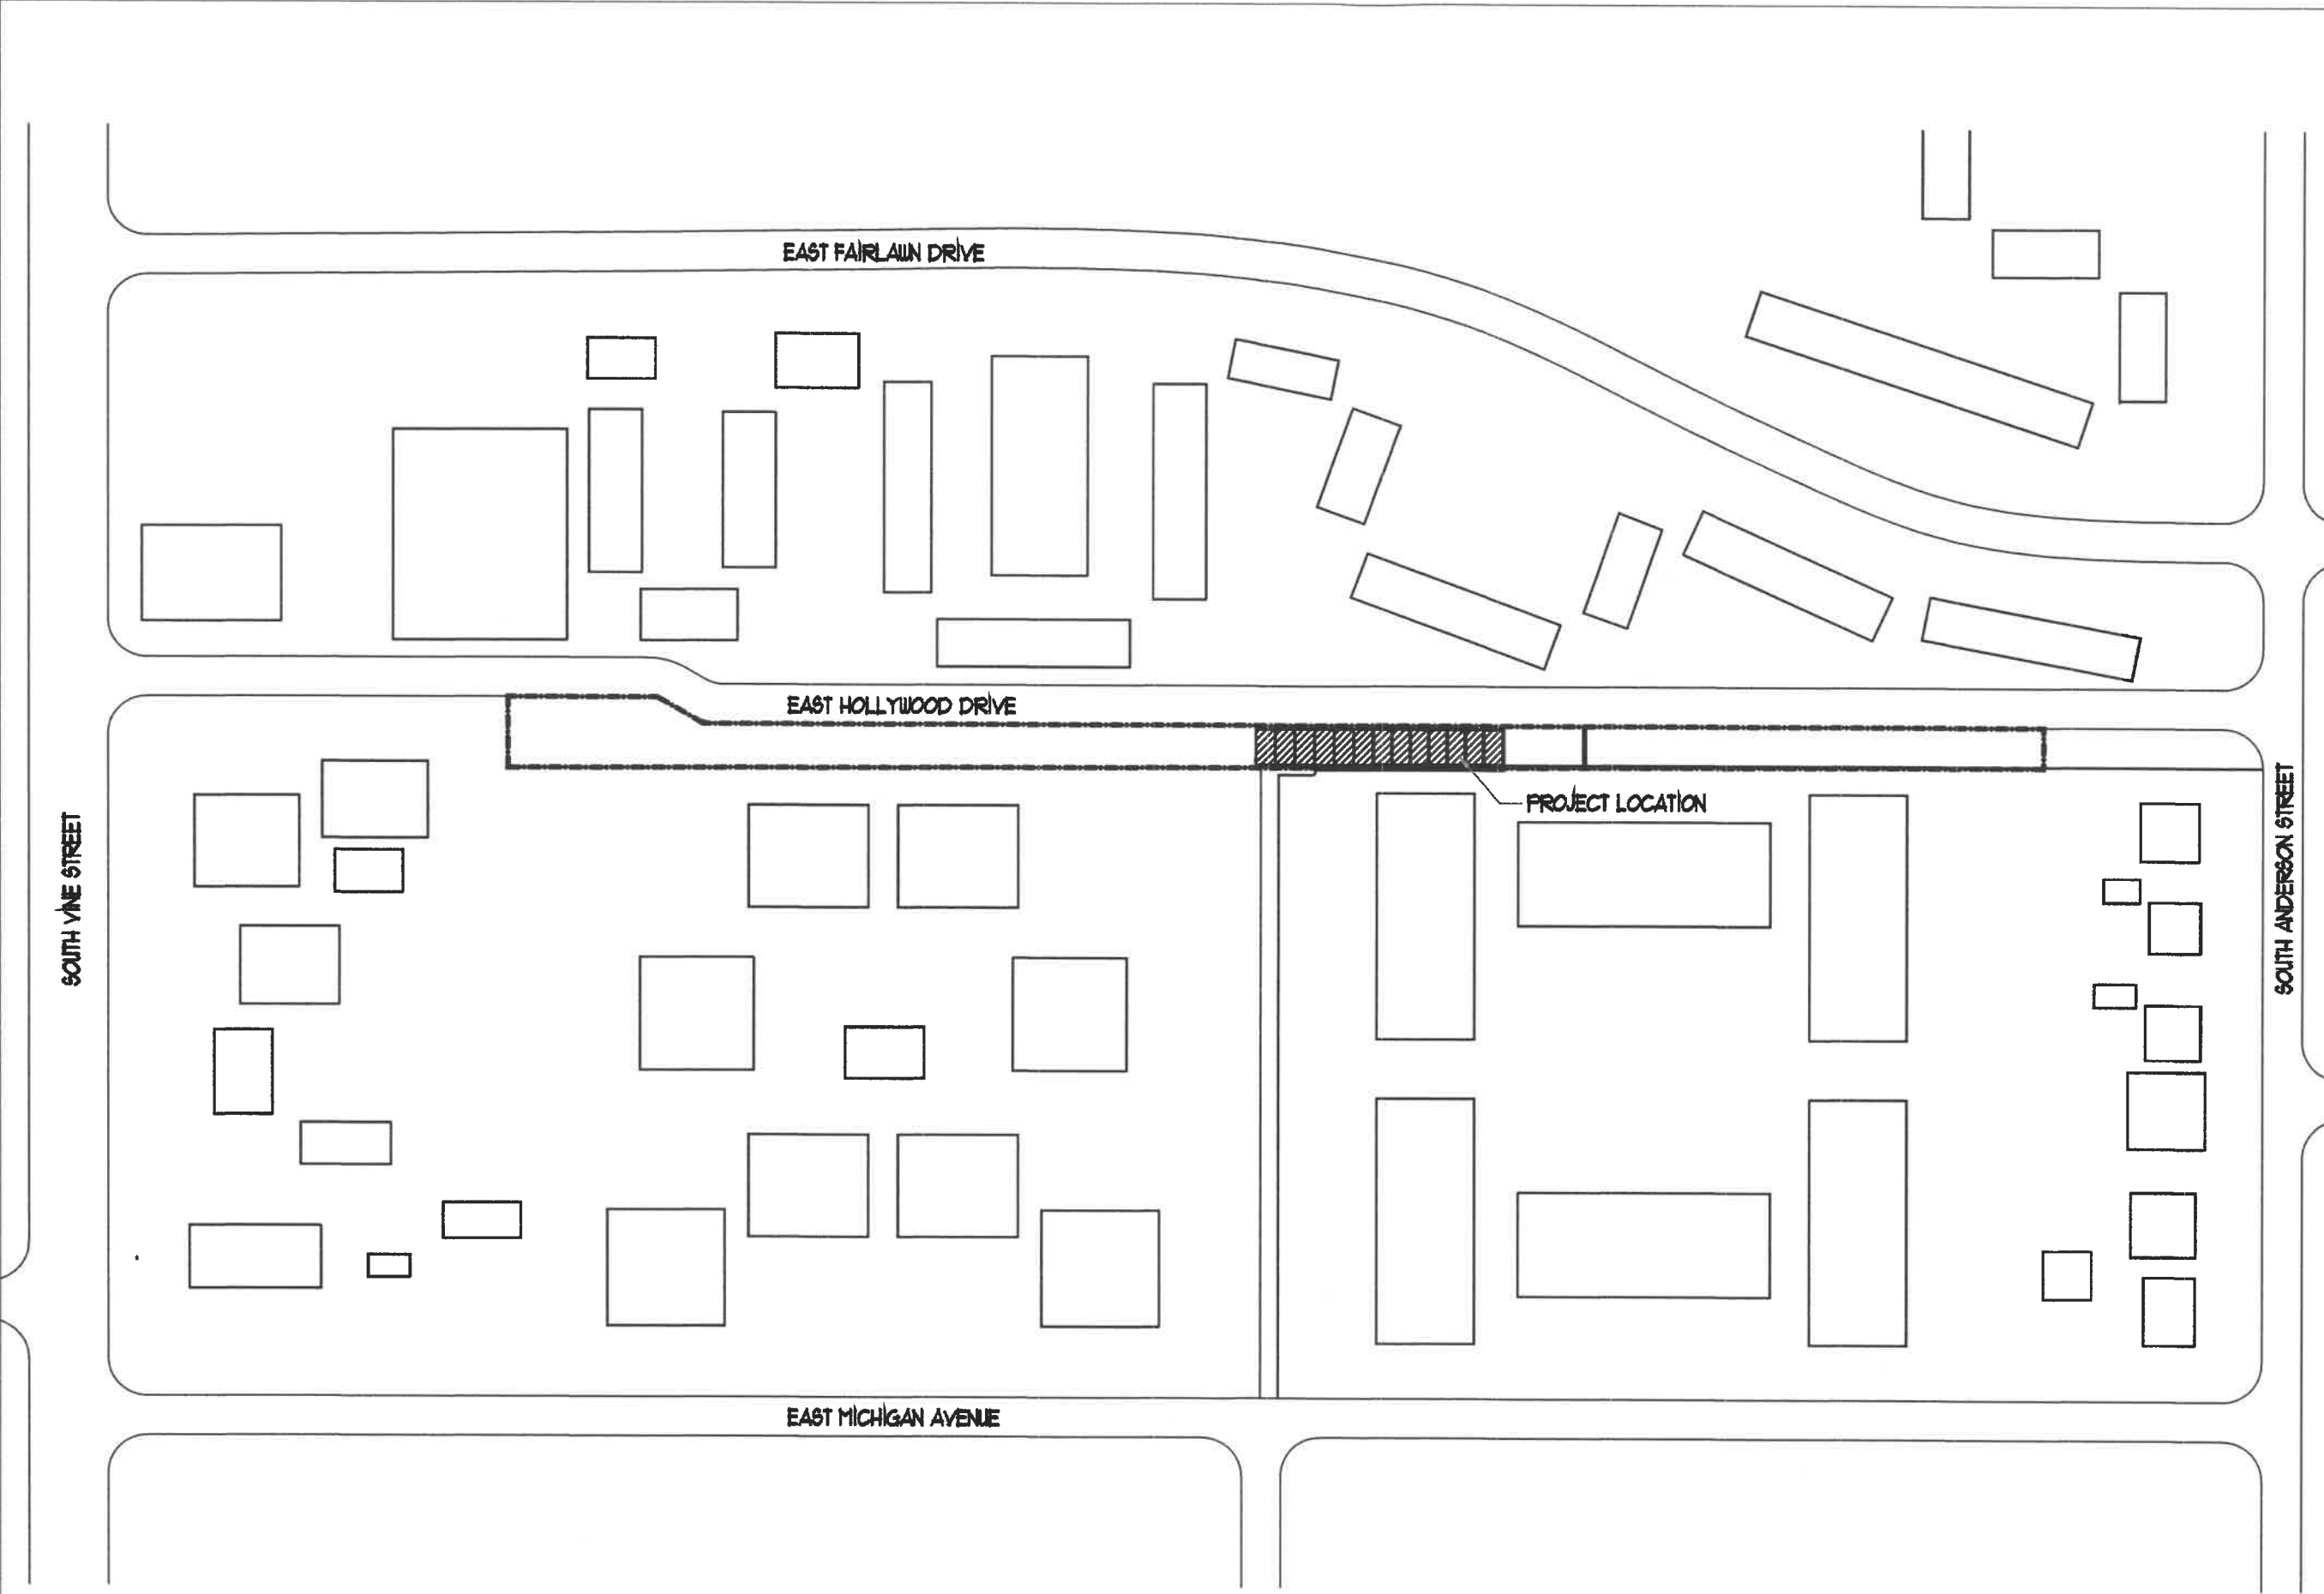 EAST FAIRLAWN DRIVE
EAST HOLLYWOOD DRIVE
PROJECT LOCATION
SOUTH VINE STREET
SOUTH ANDERSON STREET
EAST MICHIGAN AVENUE